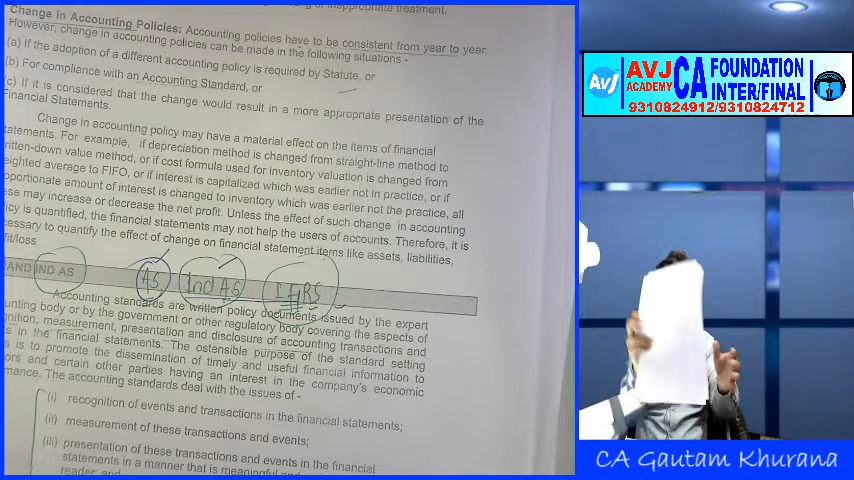 inappropriate treatment.
Change in Accounting Policies: Accounting policies have to be consistent from year to year.
However, change in accounting policies can be made in the following situations -
(a) If the adoption of a different accounting policy is required by Statute, or
(b) For compliance with an Accounting Standard, or
(c) If it is considered that the change would result in a more appropriate presentation of the
Financial Statements.
Change in accounting policy may have a material effect on the items of financial
tatements. For example, if depreciation method is changed from straight-line method to
ritten-down value method, or if cost formula used for inventory valuation is changed from
eighted average to FIFO, or if interest is capitalized which was earlier not in practice, or if
oportionate amount of interest is changed to inventory which was earlier not the practice, all
ese may increase or decrease the net profit. Unless the effect of such change in accounting
licy is quantified, the financial statements may not help the users of accounts. Therefore, it is
cessary to quantify the effect of change on financial statement items like assets, liabilities,
fit/loss
AND IND AS
AS Ind AS IFRS
Accounting standards are written policy documents issued by the expert
unting body or by the government or other regulatory body covering the aspects of
gnition, measurement, presentation and disclosure of accounting transactions and
s in the financial statements. The ostensible purpose of the standard setting
s is to promote the dissemination of timely and useful financial information to
ors and certain other parties having an interest in the company's economic
mance. The accounting standards deal with the issues of -
(i) recognition of events and transactions in the financial statements;
(ii) measurement of these transactions and events;
(iii) presentation of these transactions and events in the financial
statements in a manner that is meaningful and
reader; and
AVJ
AVJ
ACADEMY
CA
FOUNDATION
INTER/FINAL
9310824912/9310824712
CA Gautam Khurana